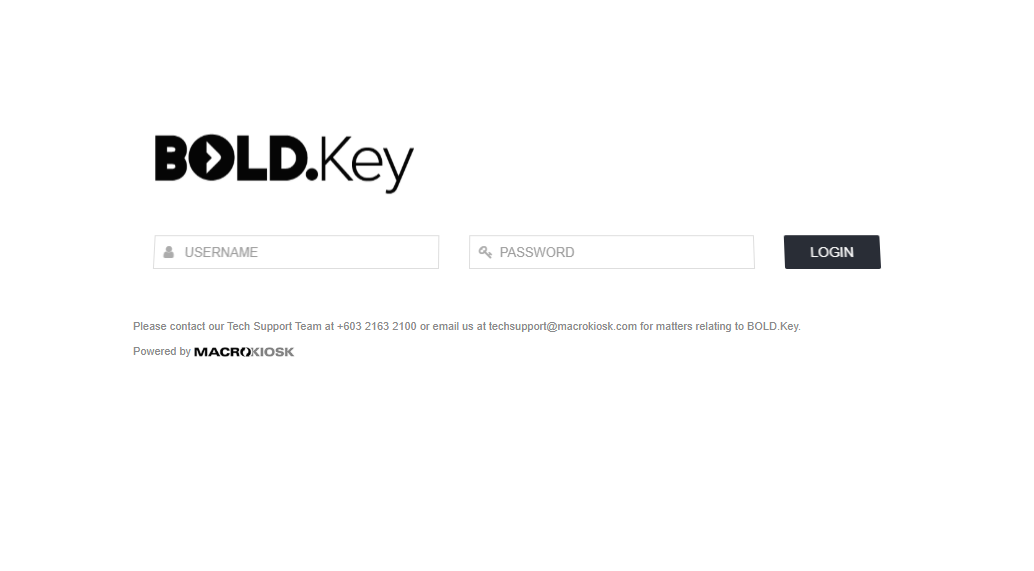 BOLD.Key
USERNAME PASSWORD LOGIN
Please contact our Tech Support Team at +603 2163 2100 or email us at techsupport@macrokiosk.com for matters relating to BOLD.Key.
Powered by MACROKIOSK